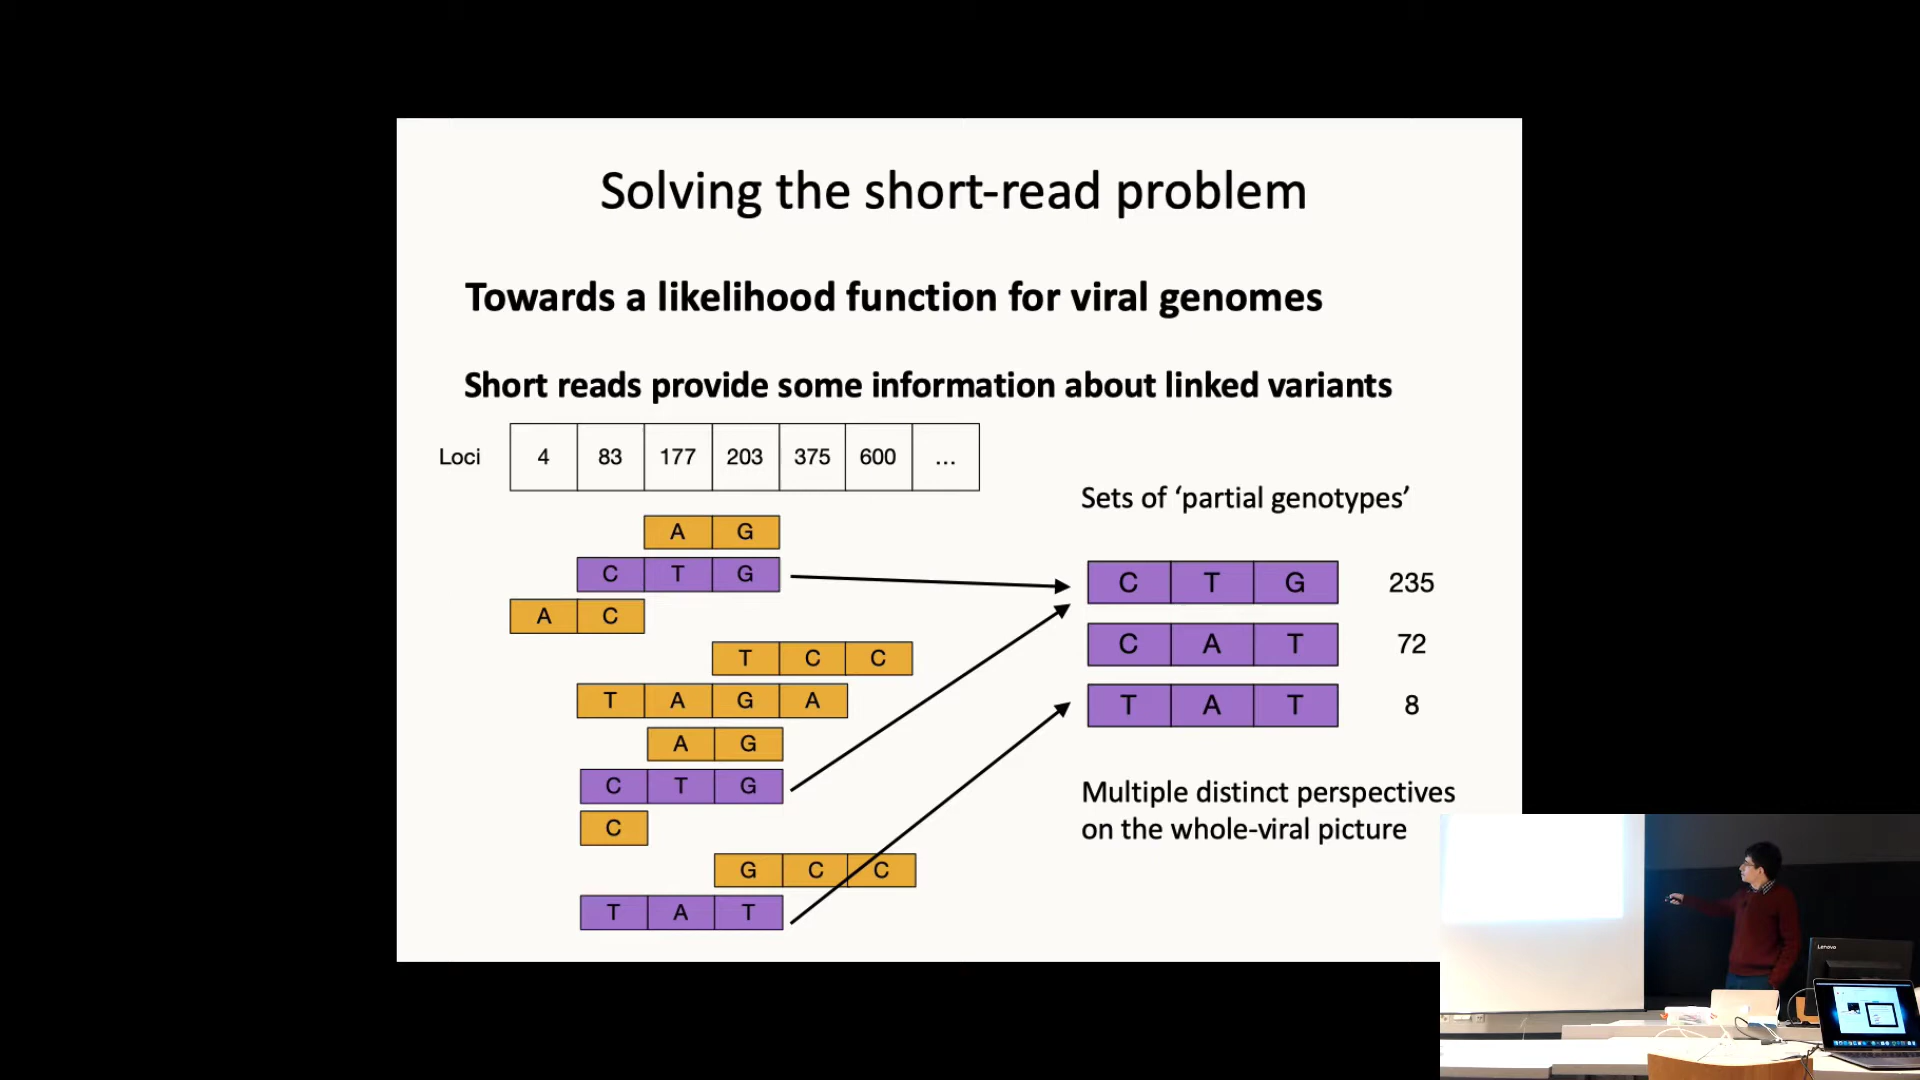 Solving the short-read problem
Towards a likelihood function for viral genomes
Short reads provide some information about linked variants
Loci 4 83 177 203 375 600 ...
Sets of ‘partial genotypes’
A G
C T G
A C
T C C
T A G A
A G
C T G
C
G C C
T A T
C T G 235
C A T 72
T A T 8
Multiple distinct perspectives
on the whole-viral picture
Lenovo